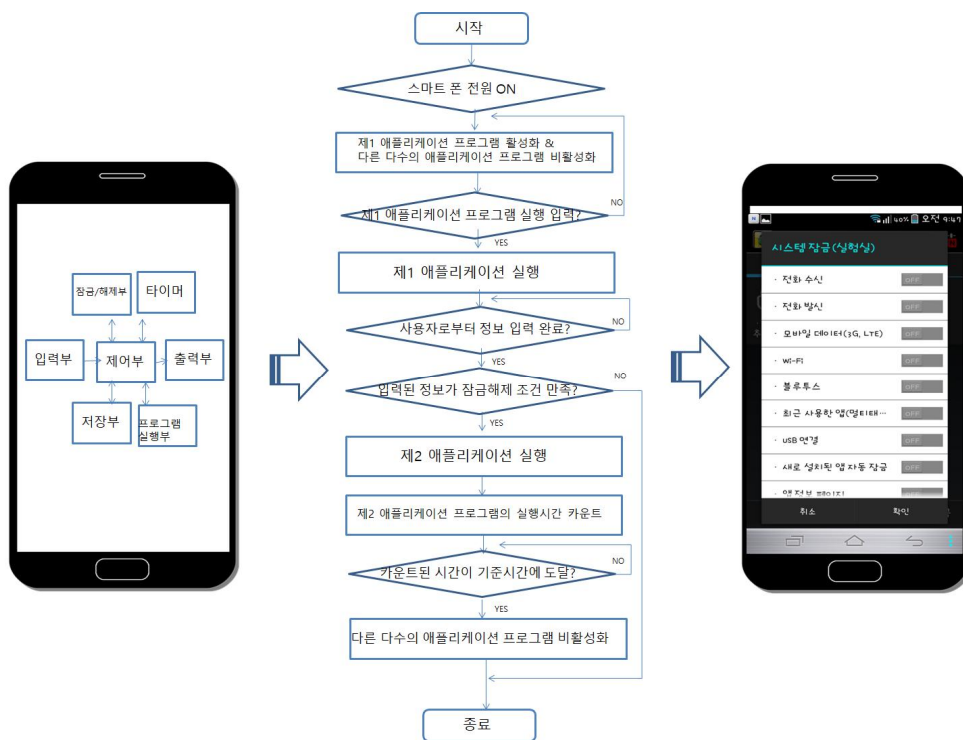 잠금/해제부
타이머
입력부
제어부
출력부
저장부
프로그램
실행부
시작
스마트 폰 전원 ON
제1 애플리케이션 프로그램 활성화 &
다른 다수의 애플리케이션 프로그램 비활성화
제1 애플리케이션 프로그램 실행 입력?
NO
YES
제1 애플리케이션 실행
사용자로부터 정보 입력 완료?
NO
YES
입력된 정보가 잠금해제 조건 만족?
NO
YES
제2 애플리케이션 실행
제2 애플리케이션 프로그램의 실행시간 카운트
카운트된 시간이 기준시간에 도달?
NO
YES
다른 다수의 애플리케이션 프로그램 비활성화
종료
40% 오전 9:47
시스템 잠금(실험실)
· 전화 수신 OFF
· 전화 발신 OFF
· 모바일 데이터(3G, LTE) OFF
· Wi-Fi OFF
· 블루투스 OFF
· 최근 사용한 앱(멀티태… OFF
· USB 연결 OFF
· 새로 설치된 앱 자동 잠금 OFF
· 앱 정보 페이지
취소 확인